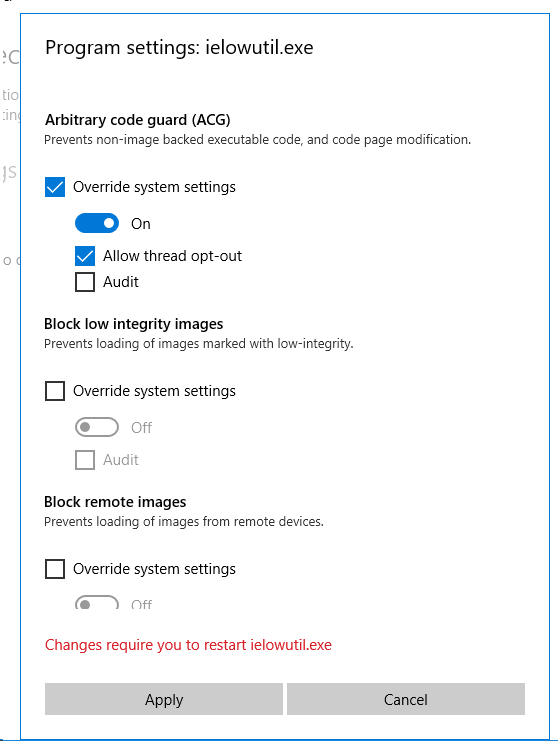 Program settings: ielowutil.exe
Arbitrary code guard (ACG)
Prevents non-image backed executable code, and code page modification.
Override system settings
On
Allow thread opt-out
Audit
Block low integrity images
Prevents loading of images marked with low-integrity.
Override system settings
Off
Audit
Block remote images
Prevents loading of images from remote devices.
Override system settings
Off
Changes require you to restart ielowutil.exe
Apply
Cancel